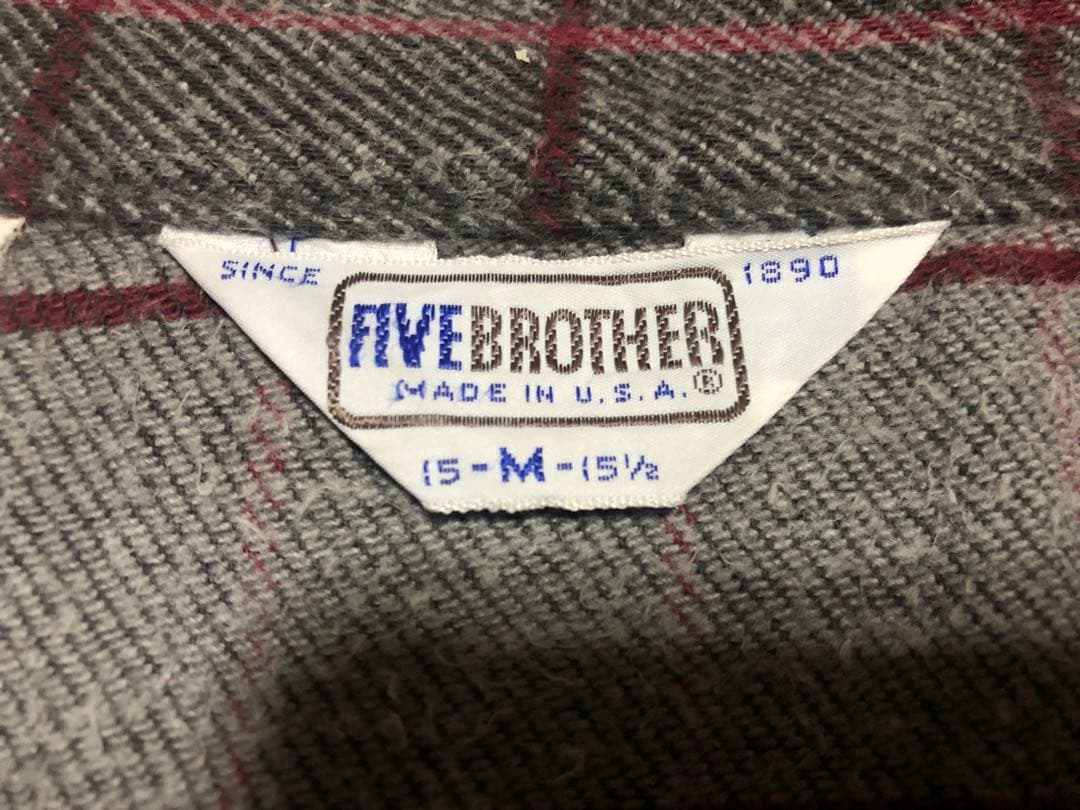 SINCE 1890
FIVE BROTHER
MADE IN U.S.A.®
15-M-15½